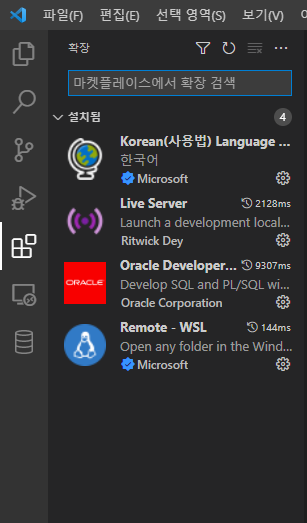 파일(F) 편집(E) 선택 영역(S) 보기(V)
확장
마켓플레이스에서 확장 검색
설치됨 4
Korean(사용법) Language ...
한국어
Microsoft
Live Server 2128ms
Launch a development local...
Ritwick Dey
ORACLE
Oracle Developer... 9307ms
Develop SQL and PL/SQL wi...
Oracle Corporation
Remote - WSL 144ms
Open any folder in the Wind...
Microsoft